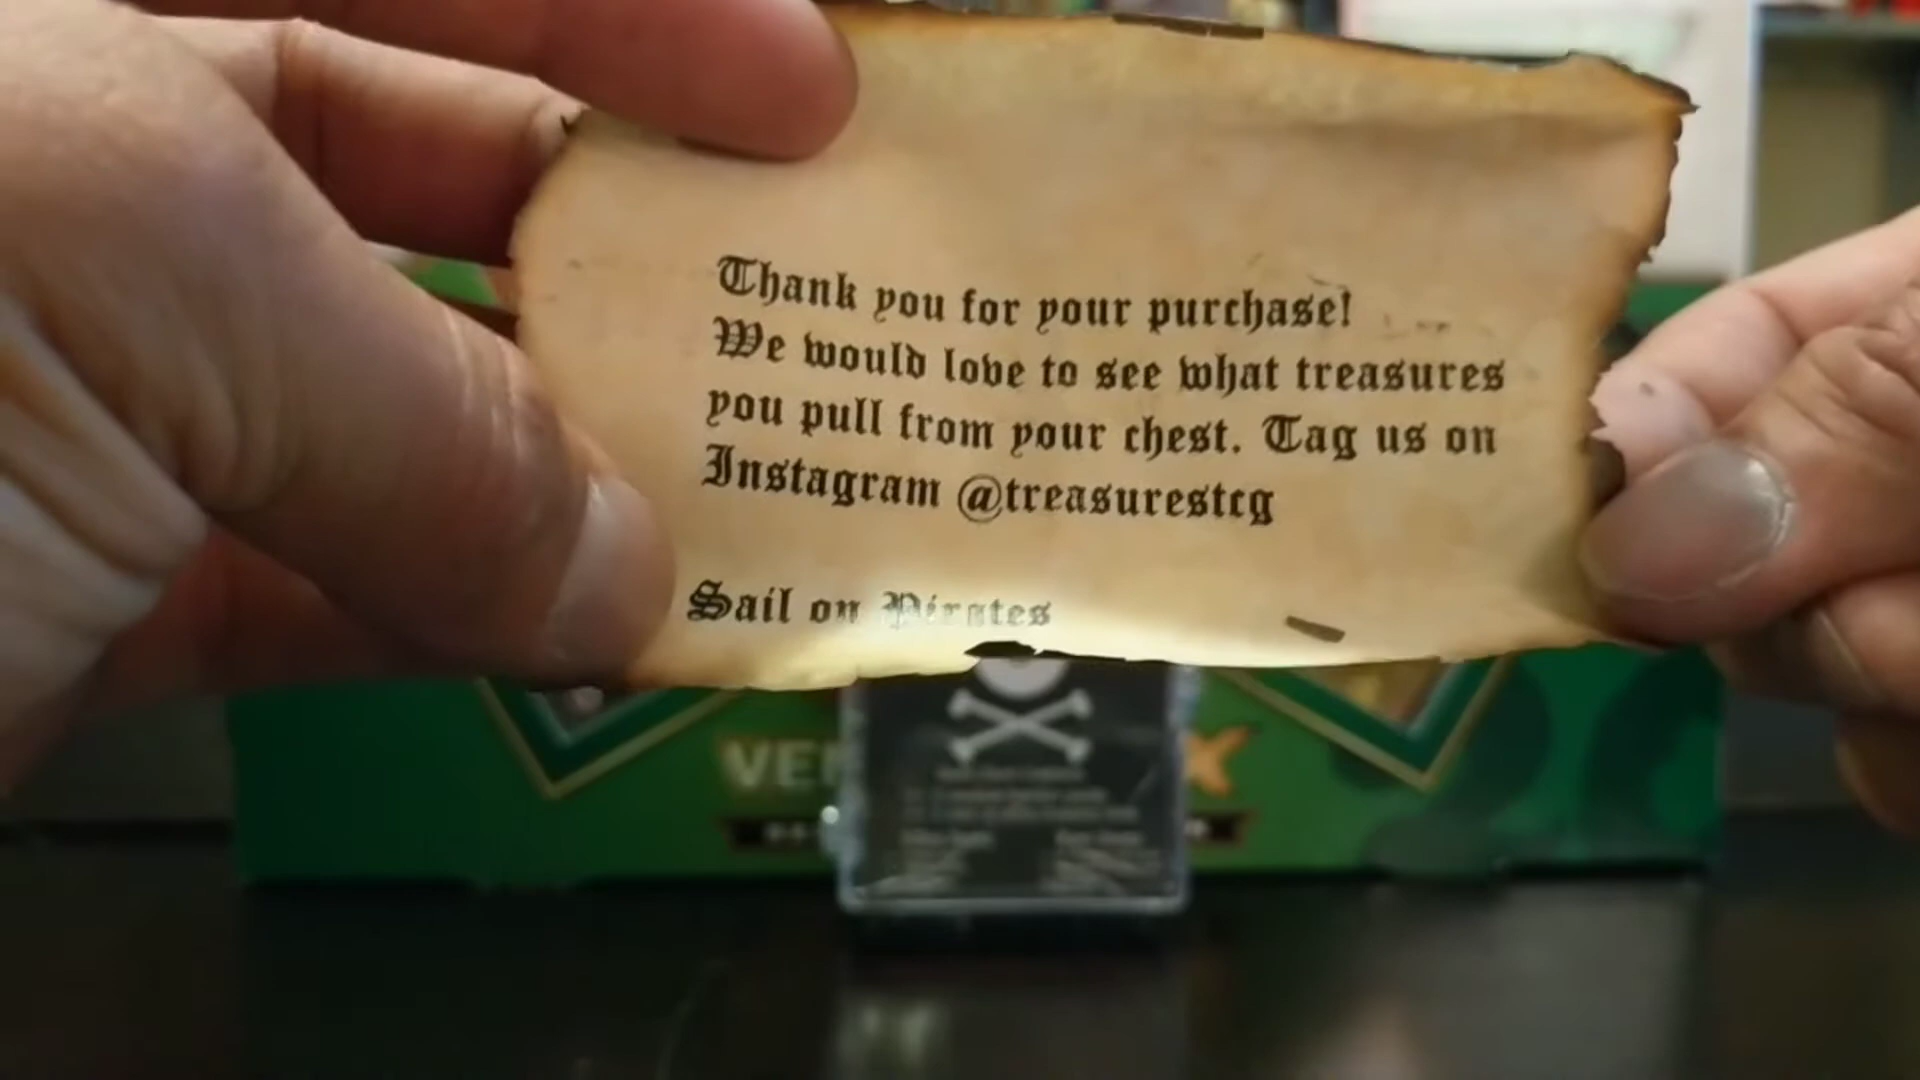 Thank you for your purchase!
We would love to see what treasures
you pull from your chest. Tag us on
Instagram @treasurestcg
Sail on Pirates